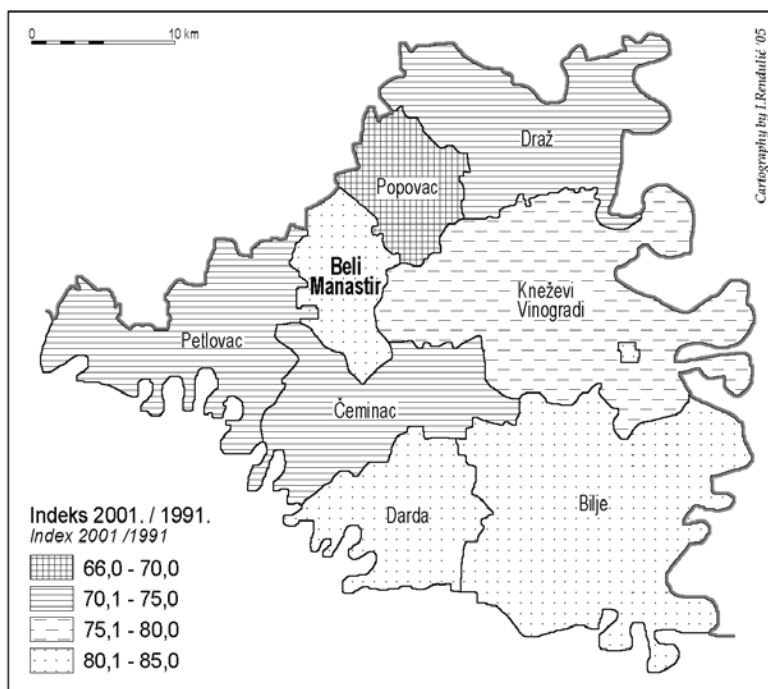 0 10 km
Cartography by I.Rendulić '05
Draž
Popovac
Beli
Manastir
Kneževi
Vinogradi
Petlovac
Čeminac
Darda
Bilje
Indeks 2001. / 1991.
Index 2001 /1991
66,0 - 70,0
70,1 - 75,0
75,1 - 80,0
80,1 - 85,0